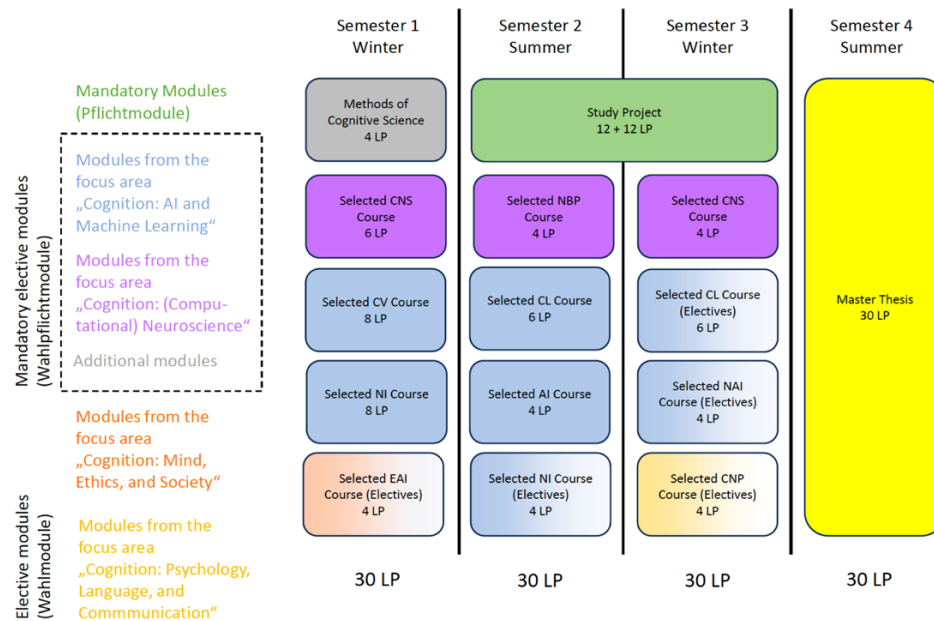 Semester 1
Winter
Semester 2
Summer
Semester 3
Winter
Semester 4
Summer
Mandatory elective modules
(Wahlpflichtmodule)
Elective modules
(Wahlmodule)
Mandatory Modules
(Pflichtmodule)
Modules from the
focus area
„Cognition: AI and
Machine Learning“
Modules from the
focus area
„Cognition: (Compu-
tational) Neuroscience“
Additional modules
Modules from the
focus area
„Cognition: Mind,
Ethics, and Society“
Modules from the
focus area
„Cognition: Psychology,
Language, and
Commmunication“
Methods of
Cognitive Science
4 LP
Study Project
12 + 12 LP
Selected CNS
Course
6 LP
Selected NBP
Course
4 LP
Selected CNS
Course
4 LP
Selected CV Course
8 LP
Selected CL Course
6 LP
Selected CL Course
(Electives)
6 LP
Master Thesis
30 LP
Selected NI Course
8 LP
Selected AI Course
4 LP
Selected NAI
Course (Electives)
4 LP
Selected EAI
Course (Electives)
4 LP
Selected NI Course
(Electives)
4 LP
Selected CNP
Course (Electives)
4 LP
30 LP
30 LP
30 LP
30 LP